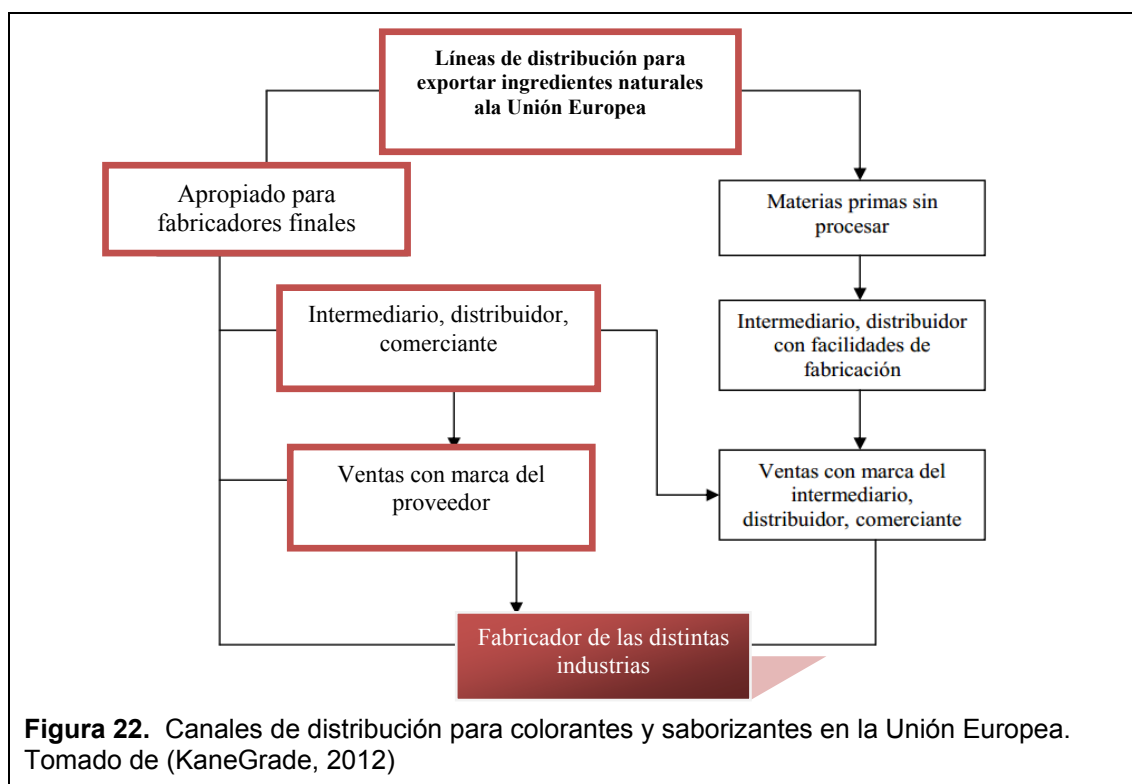 Líneas de distribución para
exportar ingredientes naturales
ala Unión Europea
Apropiado para
fabricadores finales
Materias primas sin
procesar
Intermediario, distribuidor,
comerciante
Intermediario, distribuidor
con facilidades de
fabricación
Ventas con marca del
proveedor
Ventas con marca del
intermediario,
distribuidor, comerciante
Fabricador de las distintas
industrias
Figura 22. Canales de distribución para colorantes y saborizantes en la Unión Europea.
Tomado de (KaneGrade, 2012)